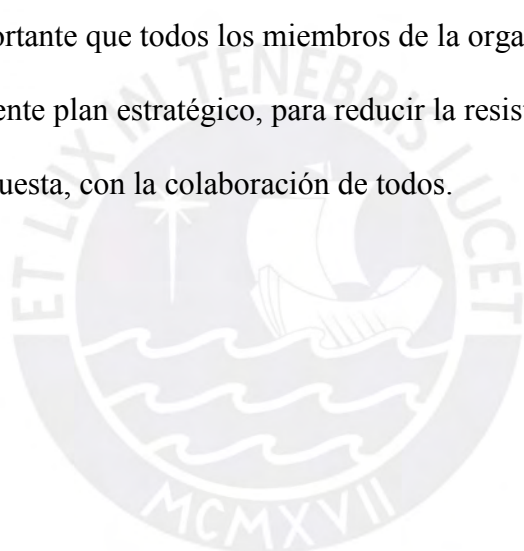 ortante que todos los miembros de la orga
ente plan estratégico, para reducir la resis
uesta, con la colaboración de todos.
ET LUX IN TENEBRIS LUCET
MCMXVII